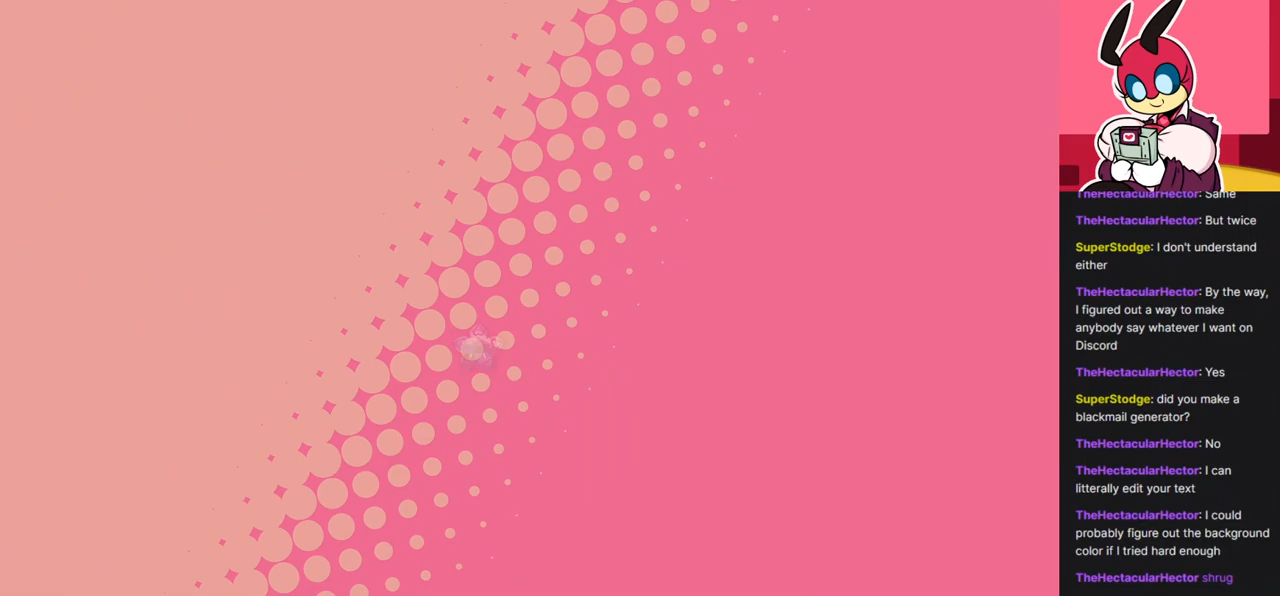 TheHectacularHector: Same
TheHectacularHector: But twice
SuperStodge: I don't understand
either
TheHectacularHector: By the way,
I figured out a way to make
anybody say whatever I want on
Discord
TheHectacularHector: Yes
SuperStodge: did you make a
blackmail generator?
TheHectacularHector: No
TheHectacularHector: I can
litterally edit your text
TheHectacularHector: I could
probably figure out the background
color if I tried hard enough
TheHectacularHector shrug